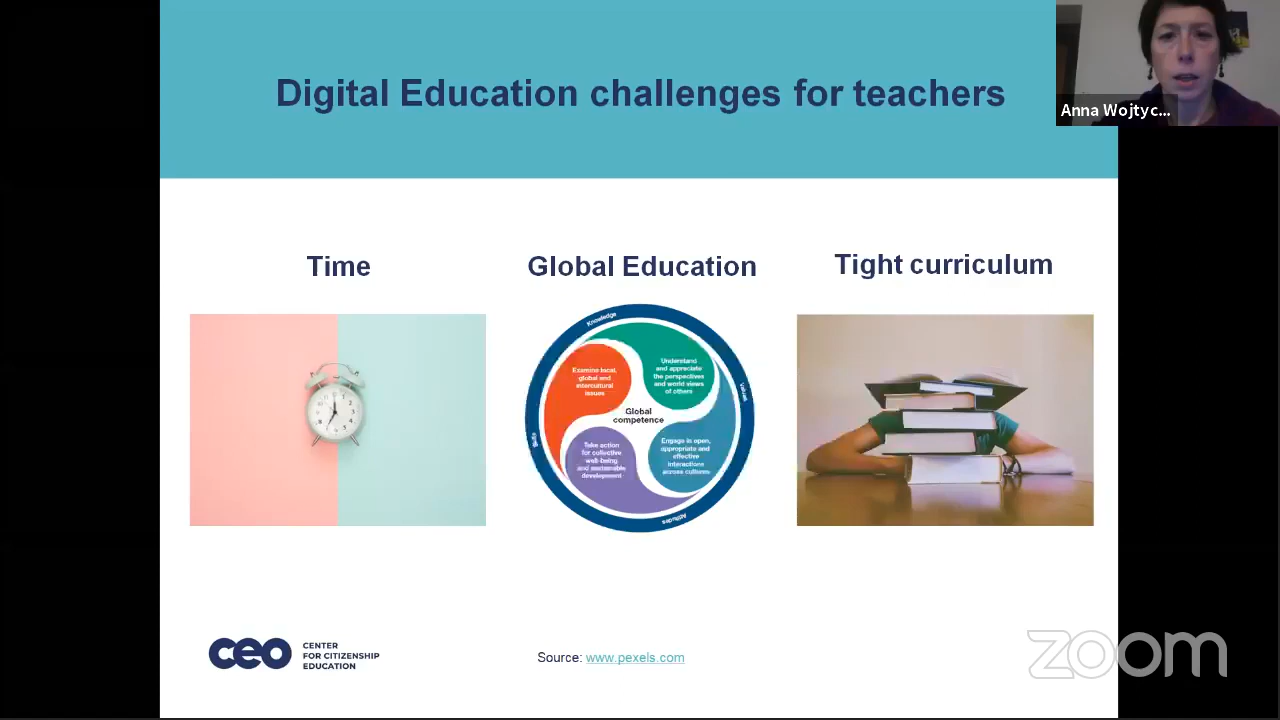 Digital Education challenges for teachers
Anna Wojtyc...
Time
Global Education
Tight curriculum
Knowledge
Values
Attitudes
Skills
Examine local,
global and
intercultural
issues
Understand
and appreciate
the perspectives
and world views
of others
Global
competence
Take action
for collective
well-being
and sustainable
development
Engage in open,
appropriate and
effective
interactions
across cultures
ceo
CENTER
FOR CITIZENSHIP
EDUCATION
Source: www.pexels.com
zoom